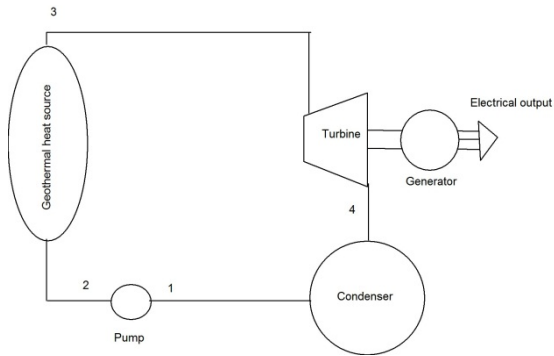 3
Geothermal heat source
Electrical output
Turbine
Generator
4
2
1
Condenser
Pump